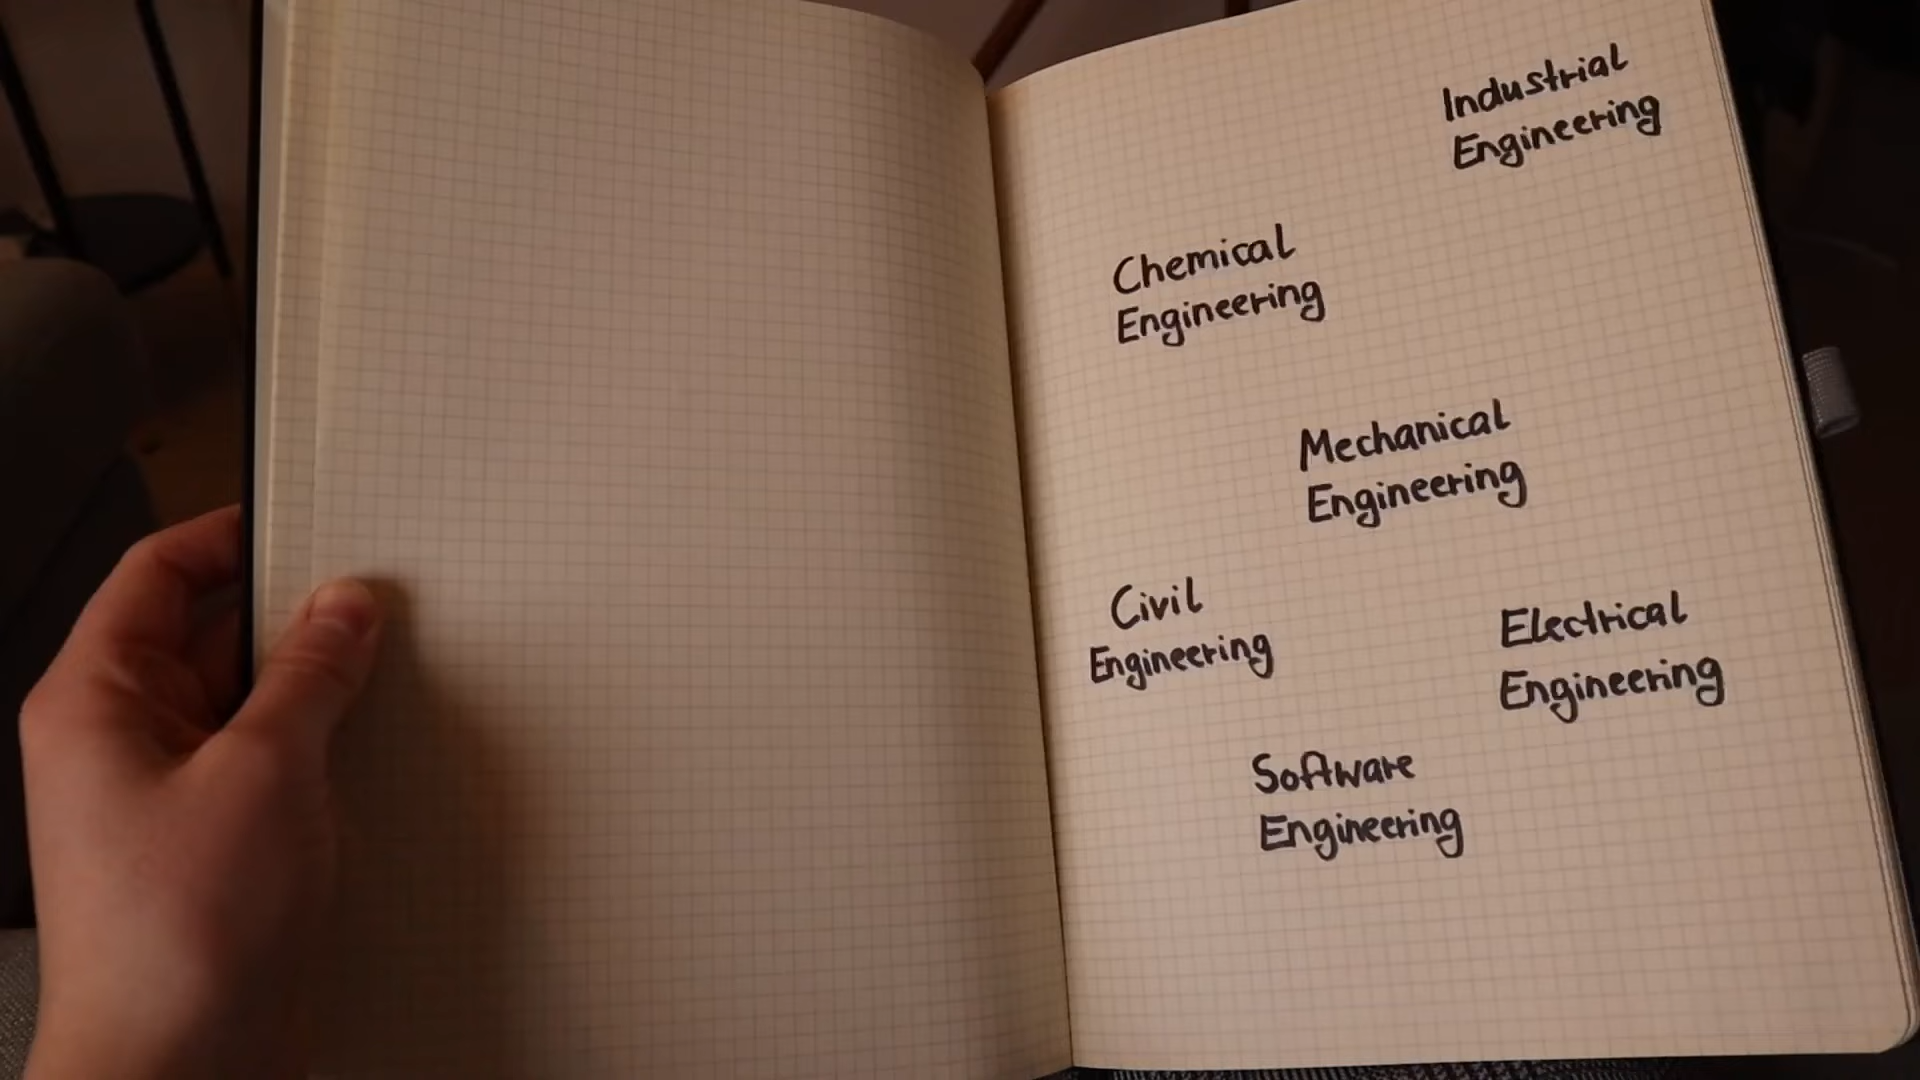 Industrial
Engineering
Chemical
Engineering
Mechanical
Engineering
Civil
Engineering
Electrical
Engineering
Software
Engineering